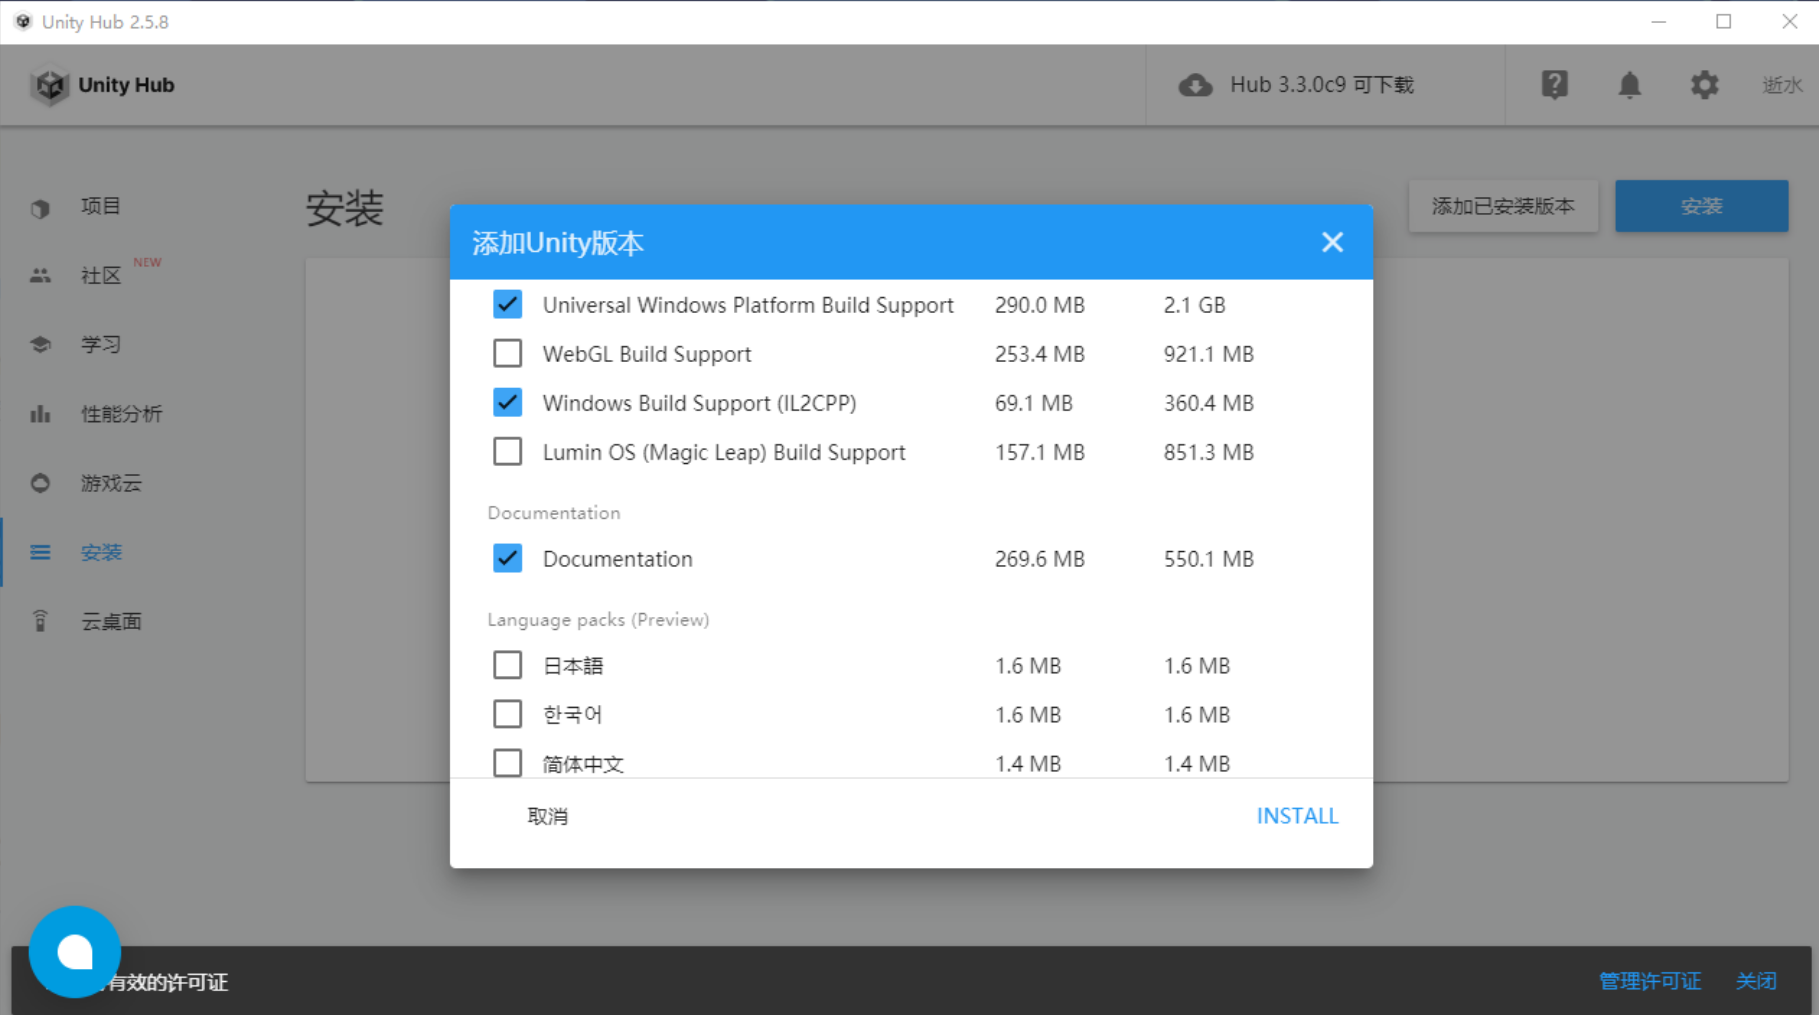 Unity Hub 2.5.8
Unity Hub
Hub 3.3.0c9 可下载
逝水
项目
社区 NEW
学习
性能分析
游戏云
安装
云桌面
安装
添加已安装版本
安装
添加Unity版本
Universal Windows Platform Build Support 290.0 MB 2.1 GB
WebGL Build Support 253.4 MB 921.1 MB
Windows Build Support (IL2CPP) 69.1 MB 360.4 MB
Lumin OS (Magic Leap) Build Support 157.1 MB 851.3 MB
Documentation
Documentation 269.6 MB 550.1 MB
Language packs (Preview)
日本語 1.6 MB 1.6 MB
한국어 1.6 MB 1.6 MB
简体中文 1.4 MB 1.4 MB
取消
INSTALL
有效的许可证
管理许可证
关闭